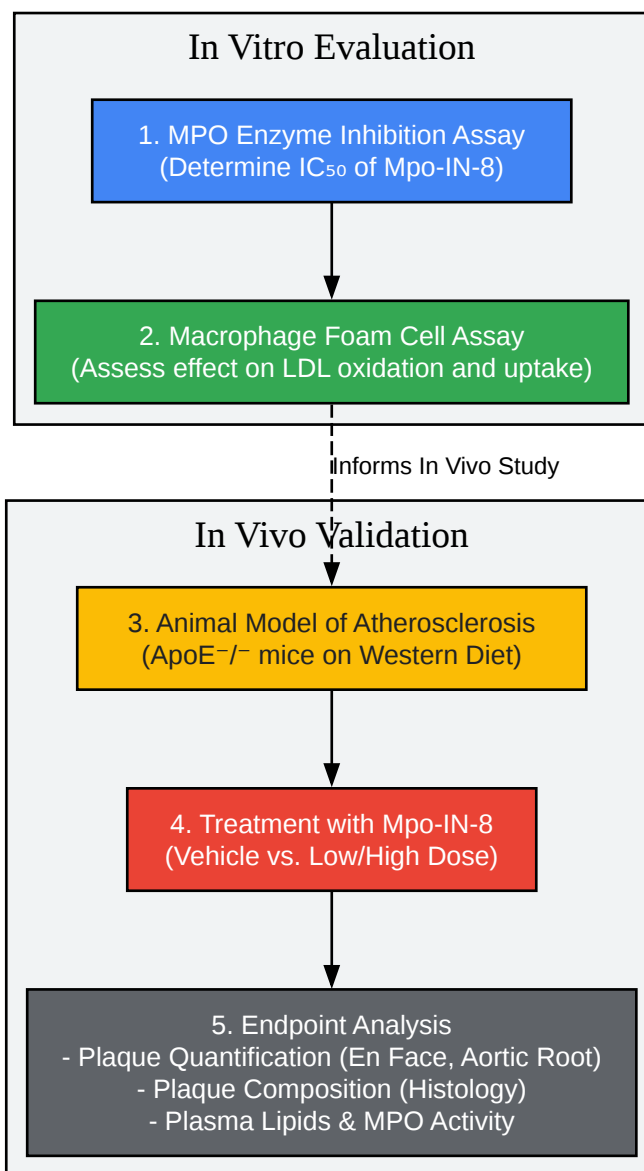 In Vitro Evaluation
1. MPO Enzyme Inhibition Assay
(Determine IC₅₀ of Mpo-IN-8)
2. Macrophage Foam Cell Assay
(Assess effect on LDL oxidation and uptake)
Informs In Vivo Study
In Vivo Validation
3. Animal Model of Atherosclerosis
(ApoE⁻/⁻ mice on Western Diet)
4. Treatment with Mpo-IN-8
(Vehicle vs. Low/High Dose)
5. Endpoint Analysis
- Plaque Quantification (En Face, Aortic Root)
- Plaque Composition (Histology)
- Plasma Lipids & MPO Activity